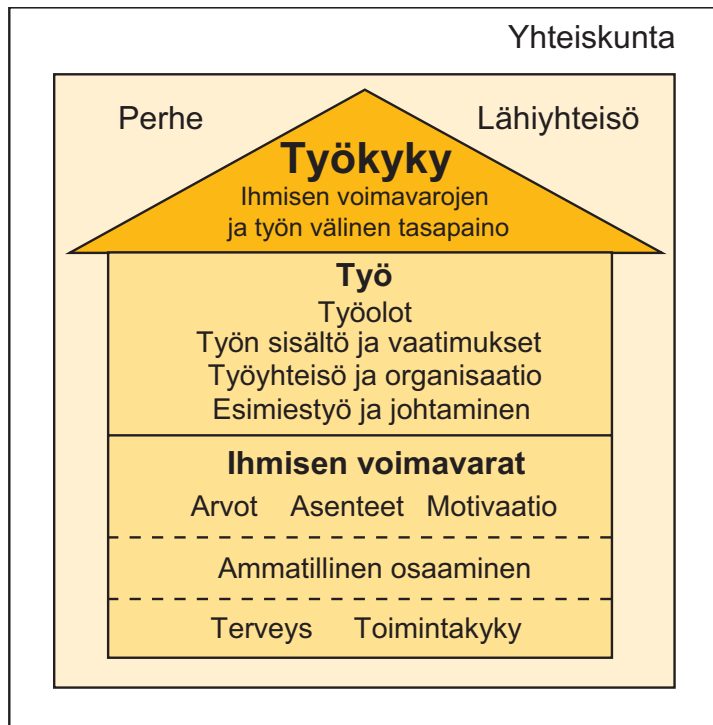 Yhteiskunta
Perhe
Lähiyhteisö
Työkyky
Ihmisen voimavarojen
ja työn välinen tasapaino
Työ
Työolot
Työn sisältö ja vaatimukset
Työyhteisö ja organisaatio
Esimiestyö ja johtaminen
Ihmisen voimavarat
Arvot Asenteet Motivaatio
Ammatillinen osaaminen
Terveys Toimintakyky